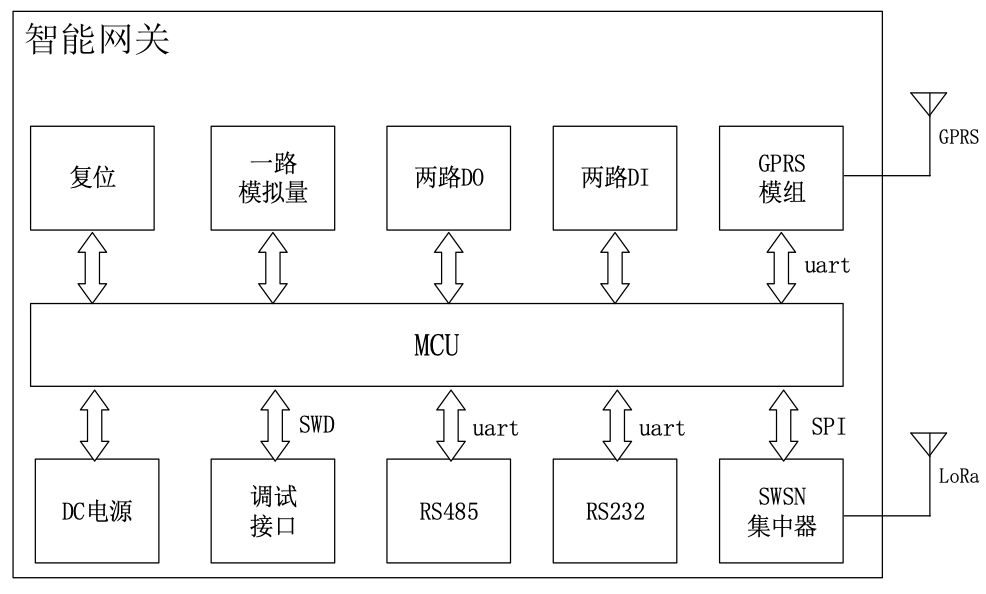 智能网关
复位
一路
模拟量
两路DO
两路DI
GPRS
模组
GPRS
uart
MCU
SWD
uart
uart
SPI
LoRa
DC电源
调试
接口
RS485
RS232
SWSN
集中器